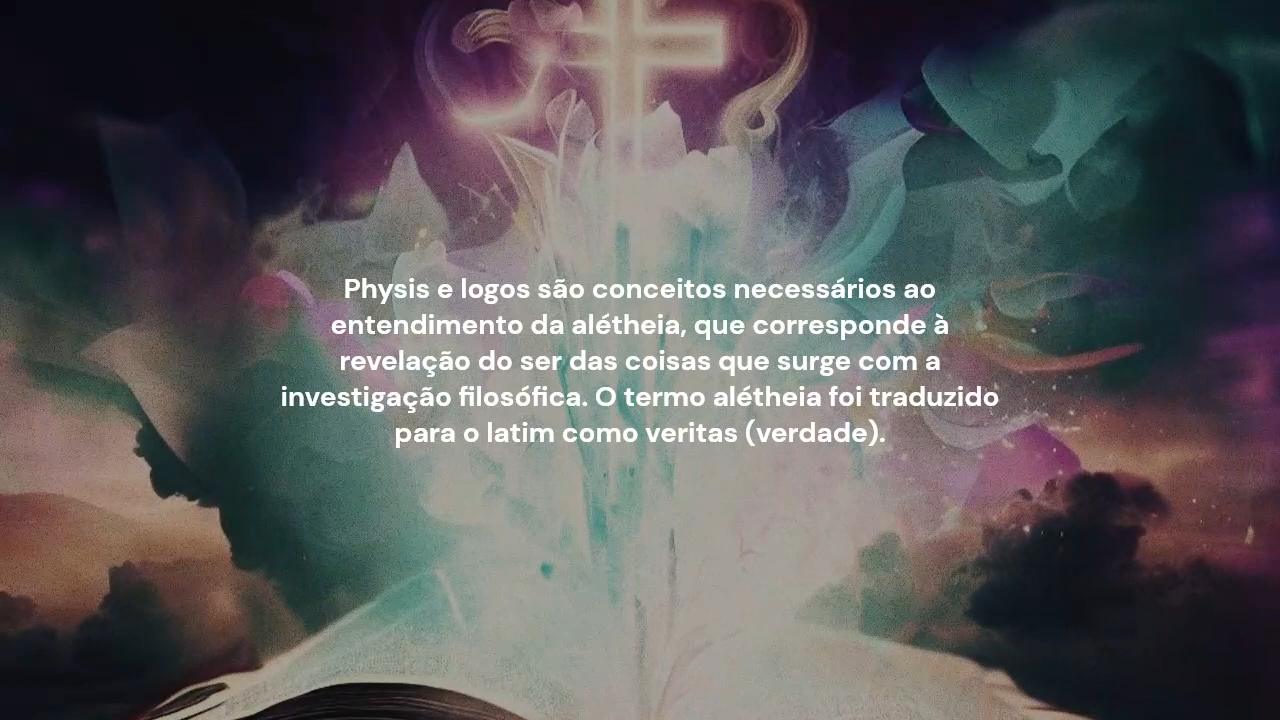 Physis e logos são conceitos necessários ao
entendimento da alétheia, que corresponde à
revelação do ser das coisas que surge com a
investigação filosófica. O termo alétheia foi traduzido
para o latim como veritas (verdade).